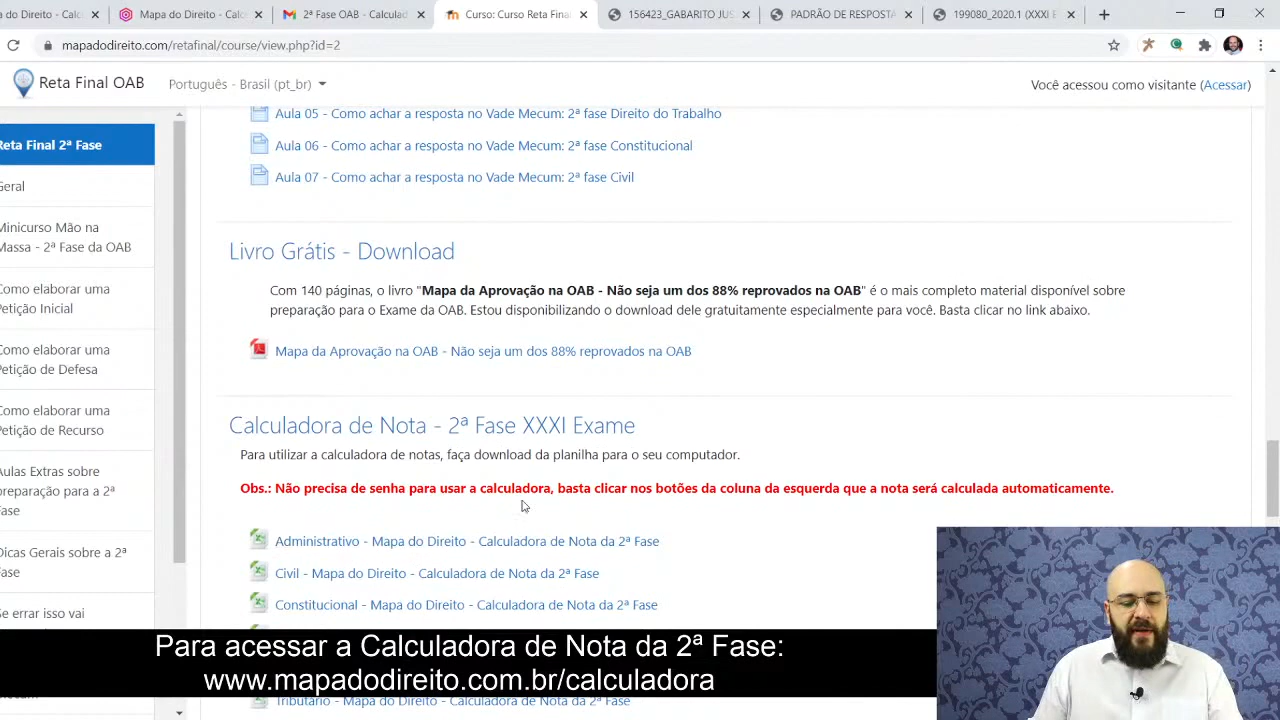 a do Direito - Cal
Mapa do Direito - C
2ª Fase OAB - Calculad
Curso: Curso Reta Final
156423_GABARITO JUS
PADRÃO DE RESPOSTA
199080_2020.1 (XXXI E
mapadodireito.com/retafinal/course/view.php?id=2
Reta Final OAB
Português - Brasil (pt_br)
Você acessou como visitante (Acessar)
Reta Final 2ª Fase
Geral
Minicurso Mão na
Massa - 2ª Fase da OAB
Como elaborar uma
Petição Inicial
Como elaborar uma
Petição de Defesa
Como elaborar uma
Petição de Recurso
Aulas Extras sobre
preparação para a 2ª
Fase
Dicas Gerais sobre a 2ª
Fase
Se errar isso vai
Aula 05 - Como achar a resposta no Vade Mecum: 2ª fase Direito do Trabalho
Aula 06 - Como achar a resposta no Vade Mecum: 2ª fase Constitucional
Aula 07 - Como achar a resposta no Vade Mecum: 2ª fase Civil
Livro Grátis - Download
Com 140 páginas, o livro "Mapa da Aprovação na OAB - Não seja um dos 88% reprovados na OAB" é o mais completo material disponível sobre
preparação para o Exame da OAB. Estou disponibilizando o download dele gratuitamente especialmente para você. Basta clicar no link abaixo.
Mapa da Aprovação na OAB - Não seja um dos 88% reprovados na OAB
Calculadora de Nota - 2ª Fase XXXI Exame
Para utilizar a calculadora de notas, faça download da planilha para o seu computador.
Obs.: Não precisa de senha para usar a calculadora, basta clicar nos botões da coluna da esquerda que a nota será calculada automaticamente.
Administrativo - Mapa do Direito - Calculadora de Nota da 2ª Fase
Civil - Mapa do Direito - Calculadora de Nota da 2ª Fase
Constitucional - Mapa do Direito - Calculadora de Nota da 2ª Fase
Para acessar a Calculadora de Nota da 2ª Fase:
www.mapadodireito.com.br/calculadora
Tributário - Mapa do Direito - Calculadora de Nota da 2ª Fase